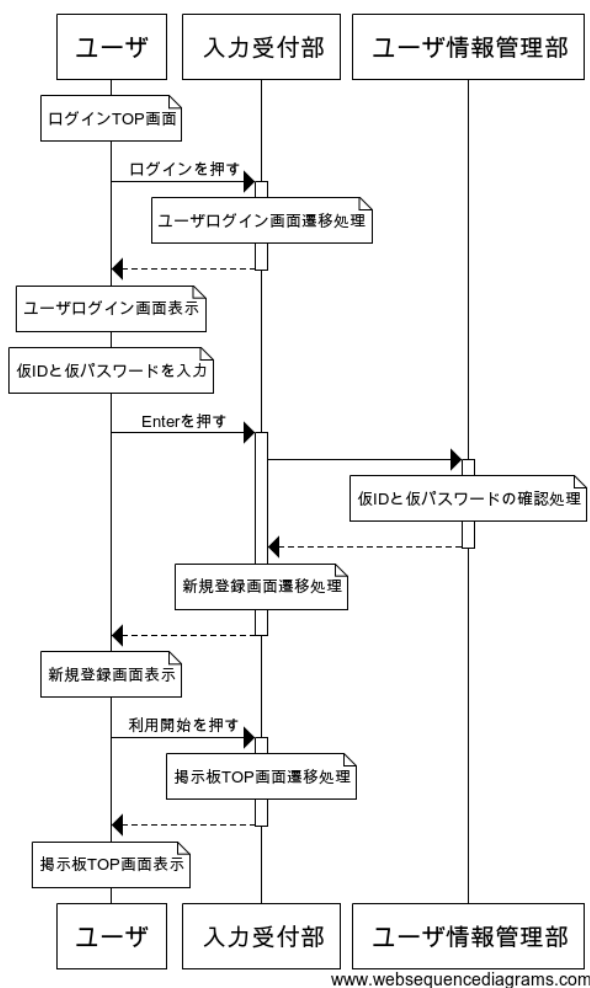 ユーザ
入力受付部
ユーザ情報管理部
ログインTOP画面
ログインを押す
ユーザログイン画面遷移処理
ユーザログイン画面表示
仮IDと仮パスワードを入力
Enterを押す
仮IDと仮パスワードの確認処理
新規登録画面遷移処理
新規登録画面表示
利用開始を押す
掲示板TOP画面遷移処理
掲示板TOP画面表示
ユーザ
入力受付部
ユーザ情報管理部
www.websequencediagrams.com